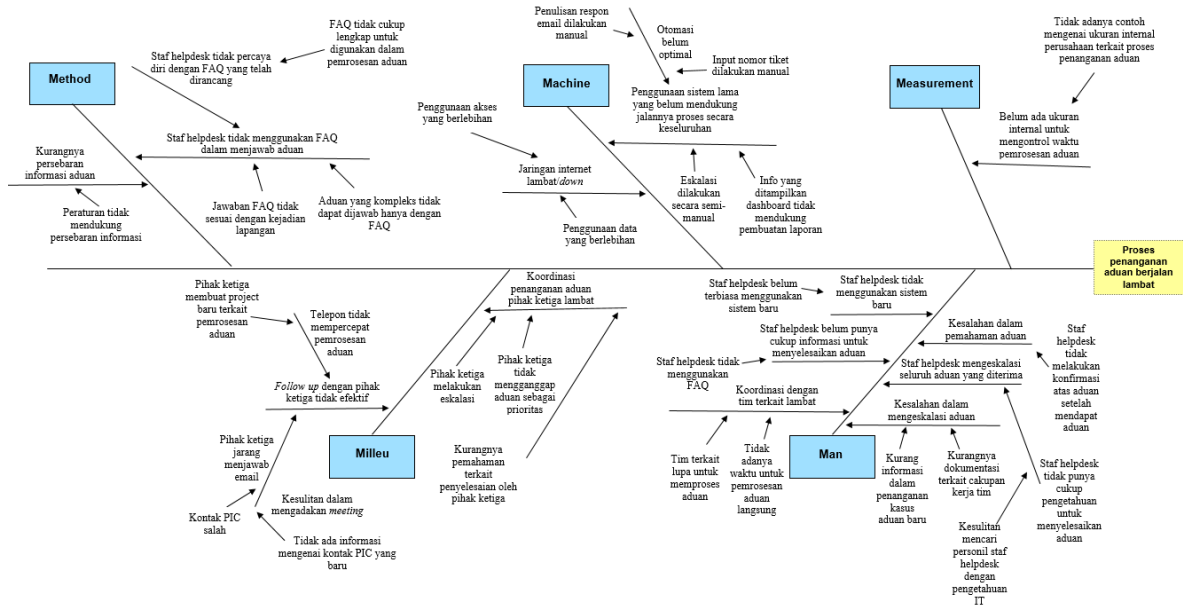 Method
FAQ tidak cukup
lengkap untuk
digunakan dalam
pemrosesan aduan
Staf helpdesk tidak percaya
diri dengan FAQ yang telah
dirancang
Staf helpdesk tidak menggunakan FAQ
dalam menjawab aduan
Kurangnya
persebaran
informasi aduan
Peraturan tidak
mendukung
persebaran informasi
Jawaban FAQ tidak
sesuai dengan kejadian
lapangan
Aduan yang kompleks tidak
dapat dijawab hanya dengan
FAQ
Machine
Penulisan respon
email dilakukan
manual
Otomasi
belum
optimal
Input nomor tiket
dilakukan manual
Penggunaan sistem lama
yang belum mendukung
jalannya proses secara
keseluruhan
Penggunaan akses
yang berlebihan
Jaringan internet
lambat/down
Penggunaan data
yang berlebihan
Eskalasi
dilakukan
secara semi-
manual
Info yang
ditampilkan
dashboard tidak
mendukung
pembuatan laporan
Measurement
Tidak adanya contoh
mengenai ukuran internal
perusahaan terkait proses
penanganan aduan
Belum ada ukuran
internal untuk
mengontrol waktu
pemrosesan aduan
Proses
penanganan
aduan berjalan
lambat
Pihak ketiga
membuat project
baru terkait
pemrosesan
aduan
Telepon tidak
mempercepat
pemrosesan
aduan
Follow up dengan pihak
ketiga tidak efektif
Pihak ketiga
jarang
menjawab
email
Kontak PIC
salah
Kesulitan dalam
mengadakan meeting
Tidak ada informasi
mengenai kontak PIC yang
baru
Koordinasi
penanganan aduan
pihak ketiga lambat
Pihak ketiga
melakukan
eskalasi
Pihak ketiga
tidak
mengganggap
aduan sebagai
prioritas
Kurangnya
pemahaman
terkait
penyelesaian oleh
pihak ketiga
Milleu
Staf helpdesk belum
terbiasa menggunakan
sistem baru
Staf helpdesk tidak
menggunakan sistem
baru
Staf helpdesk belum punya
cukup informasi untuk
menyelesaikan aduan
Staf helpdesk tidak
menggunakan
FAQ
Koordinasi dengan
tim terkait lambat
Tim terkait
lupa untuk
memproses
aduan
Tidak
adanya
waktu untuk
pemrosesan
aduan
langsung
Man
Kesalahan dalam
pemahaman aduan
Staf
helpdesk
tidak
melakukan
konfirmasi
atas aduan
setelah
mendapat
aduan
Staf helpdesk mengeskalasi
seluruh aduan yang diterima
Kesalahan dalam
mengeskalasi aduan
Kurang
informasi
dalam
penanganan
kasus
aduan baru
Kurangnya
dokumentasi
terkait cakupan
kerja tim
Staf helpdesk
tidak punya
cukup
pengetahuan
untuk
menyelesaikan
aduan
Kesulitan
mencari
personil staf
helpdesk
dengan
pengetahuan
IT